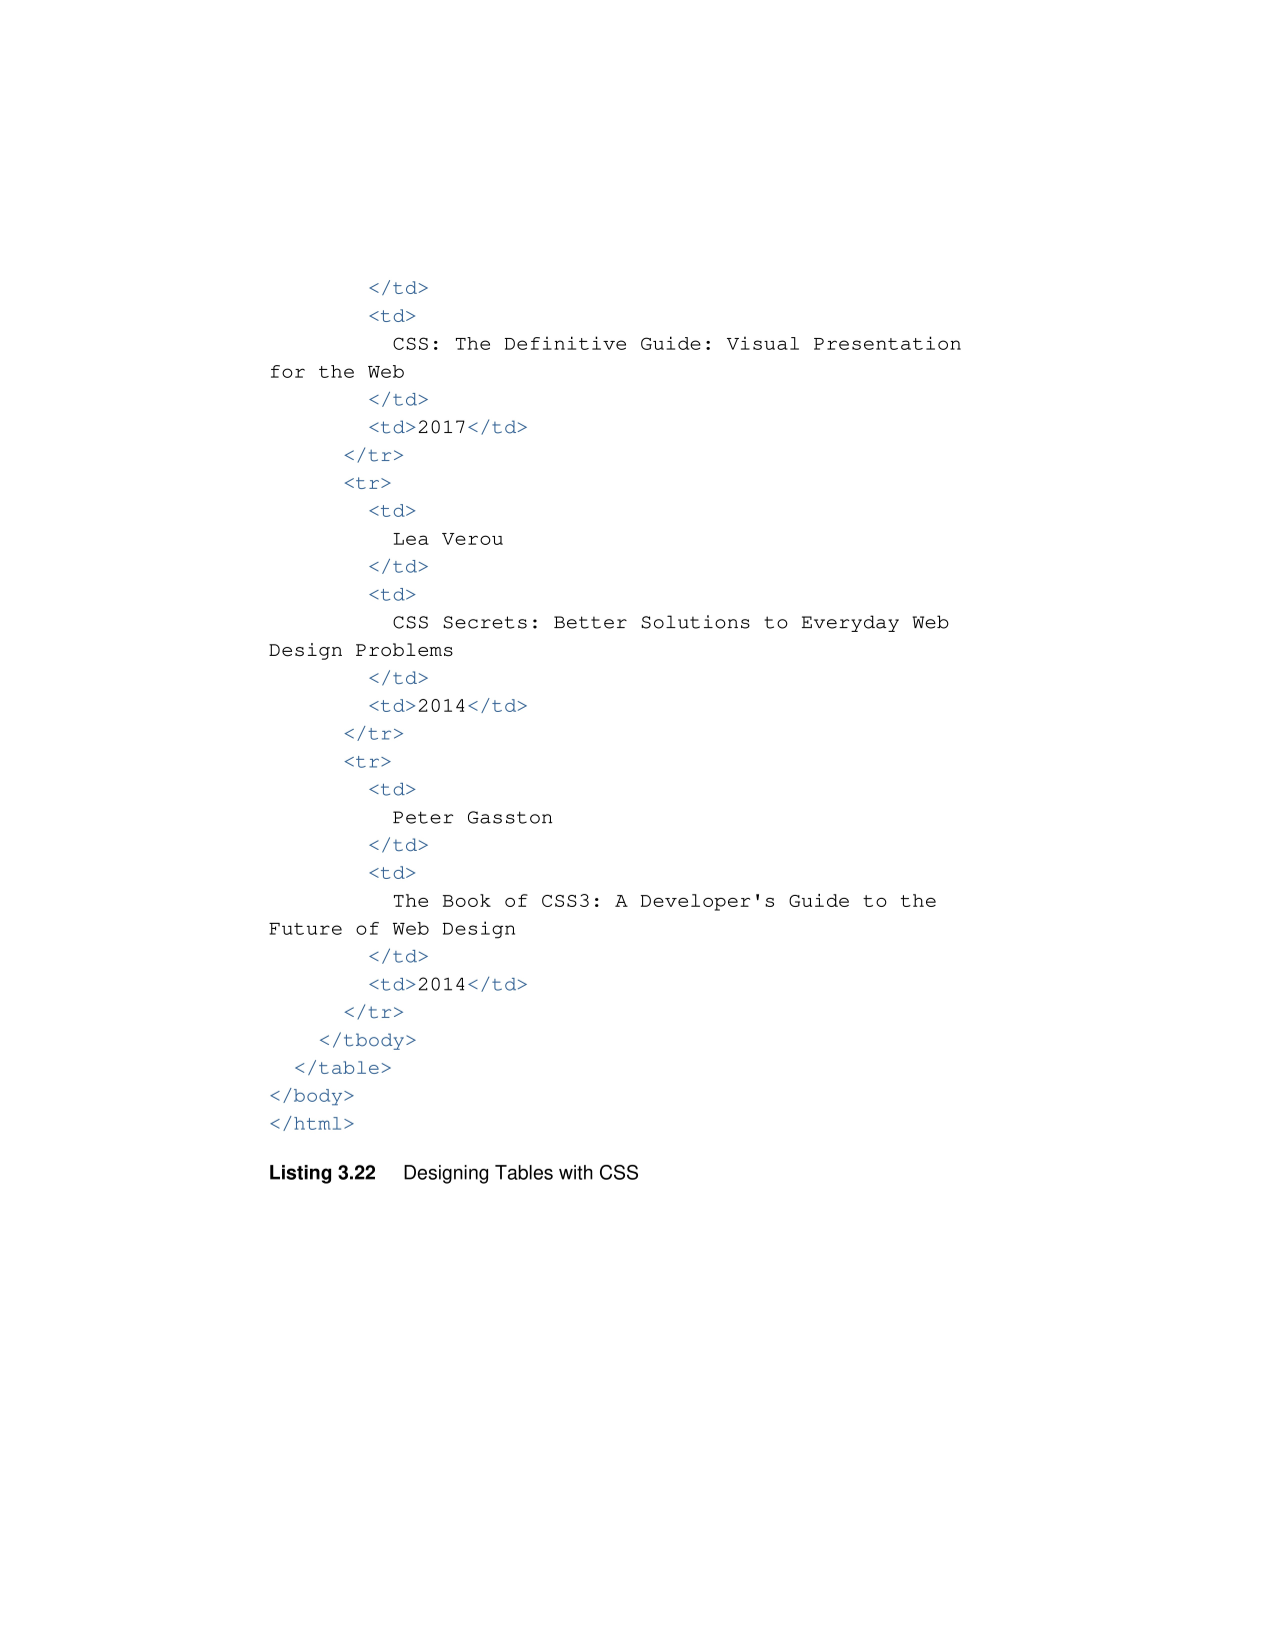 </td>
<td>
CSS: The Definitive Guide: Visual Presentation
for the Web
</td>
<td>2017</td>
</tr>
<tr>
<td>
Lea Verou
</td>
<td>
CSS Secrets: Better Solutions to Everyday Web
Design Problems
</td>
<td>2014</td>
</tr>
<tr>
<td>
Peter Gasston
</td>
<td>
The Book of CSS3: A Developer's Guide to the
Future of Web Design
</td>
<td>2014</td>
</tr>
</tbody>
</table>
</body>
</html>
Listing 3.22 Designing Tables with CSS